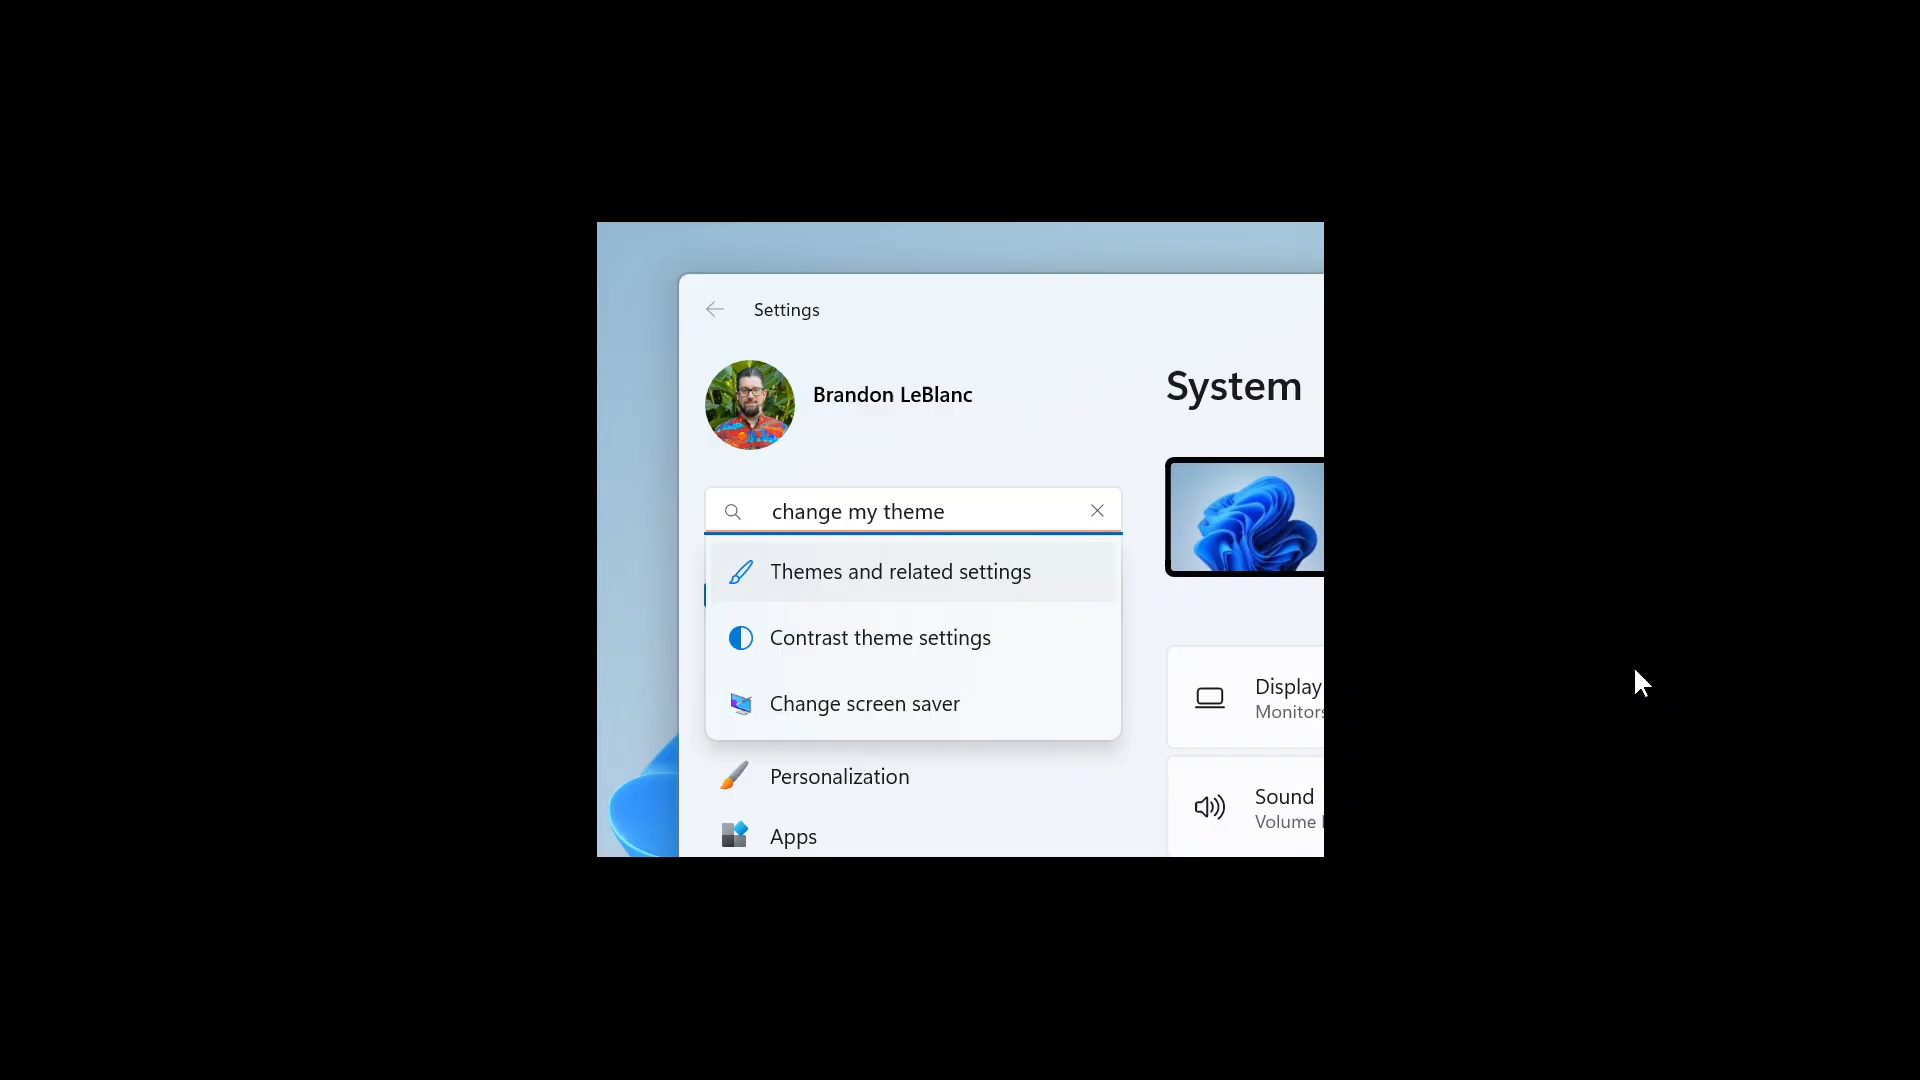 Settings
Brandon LeBlanc
System
change my theme
Themes and related settings
Contrast theme settings
Change screen saver
Display
Monitors
Personalization
Sound
Volume
Apps